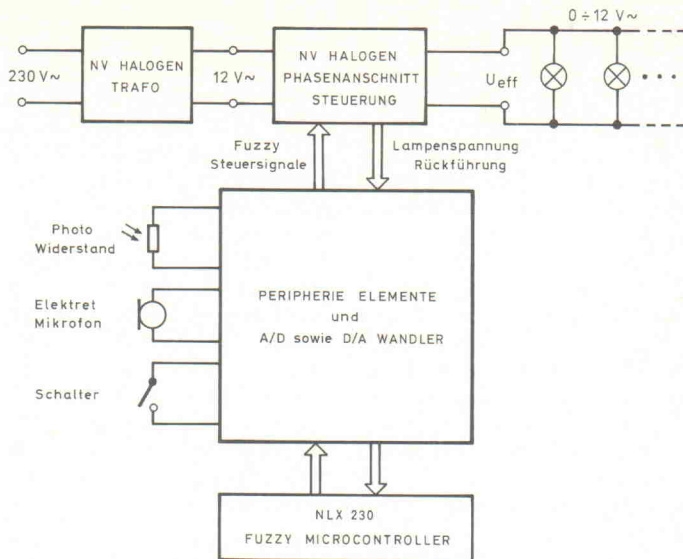 230 V~
NV HALOGEN
TRAFO
12 V~
NV HALOGEN
PHASENANSCHNITT
STEUERUNG
Ueff
0 ÷ 12 V~
Fuzzy
Steuersignale
Lampenspannung
Rückführung
Photo
Widerstand
Elektret
Mikrofon
Schalter
PERIPHERIE ELEMENTE
und
A/D sowie D/A WANDLER
NLX 230
FUZZY MICROCONTROLLER